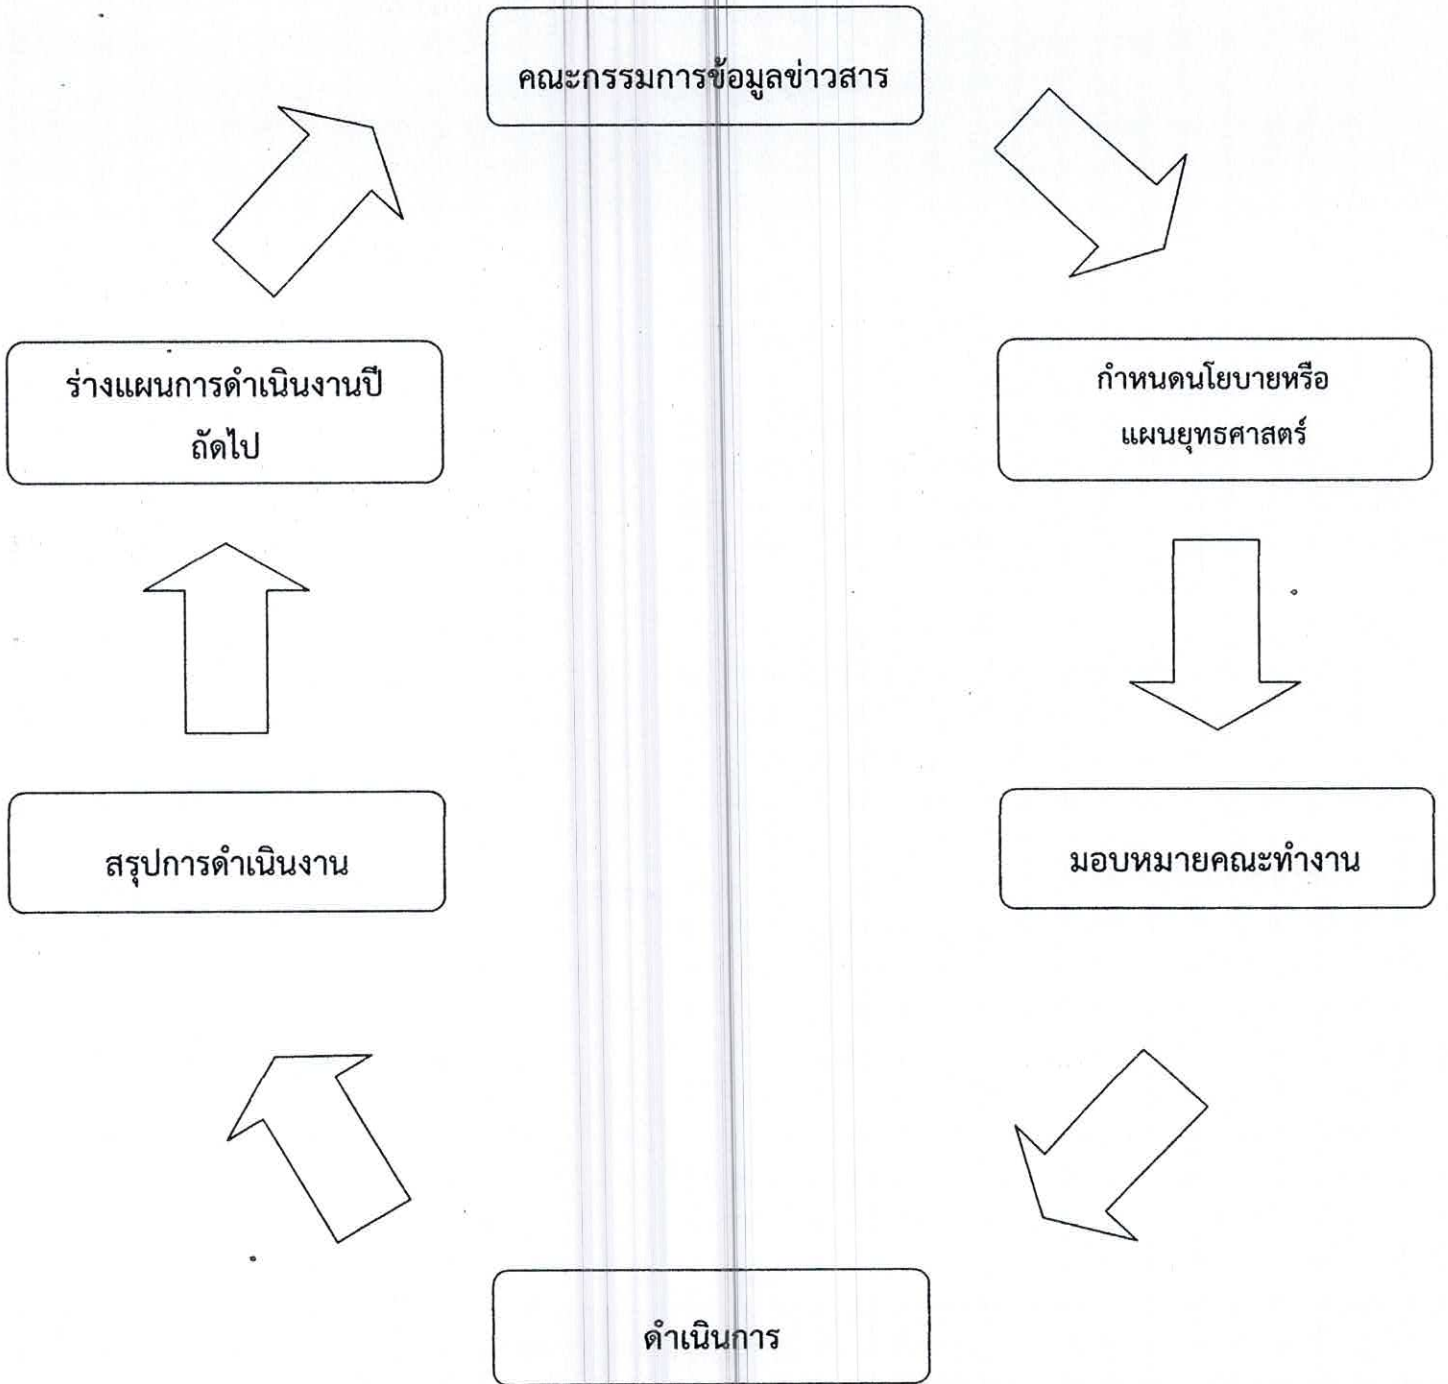 คณะกรรมการข้อมูลข่าวสาร
กำหนดนโยบายหรือ
แผนยุทธศาสตร์
มอบหมายคณะทำงาน
ดำเนินการ
สรุปการดำเนินงาน
ร่างแผนการดำเนินงานปี
ถัดไป